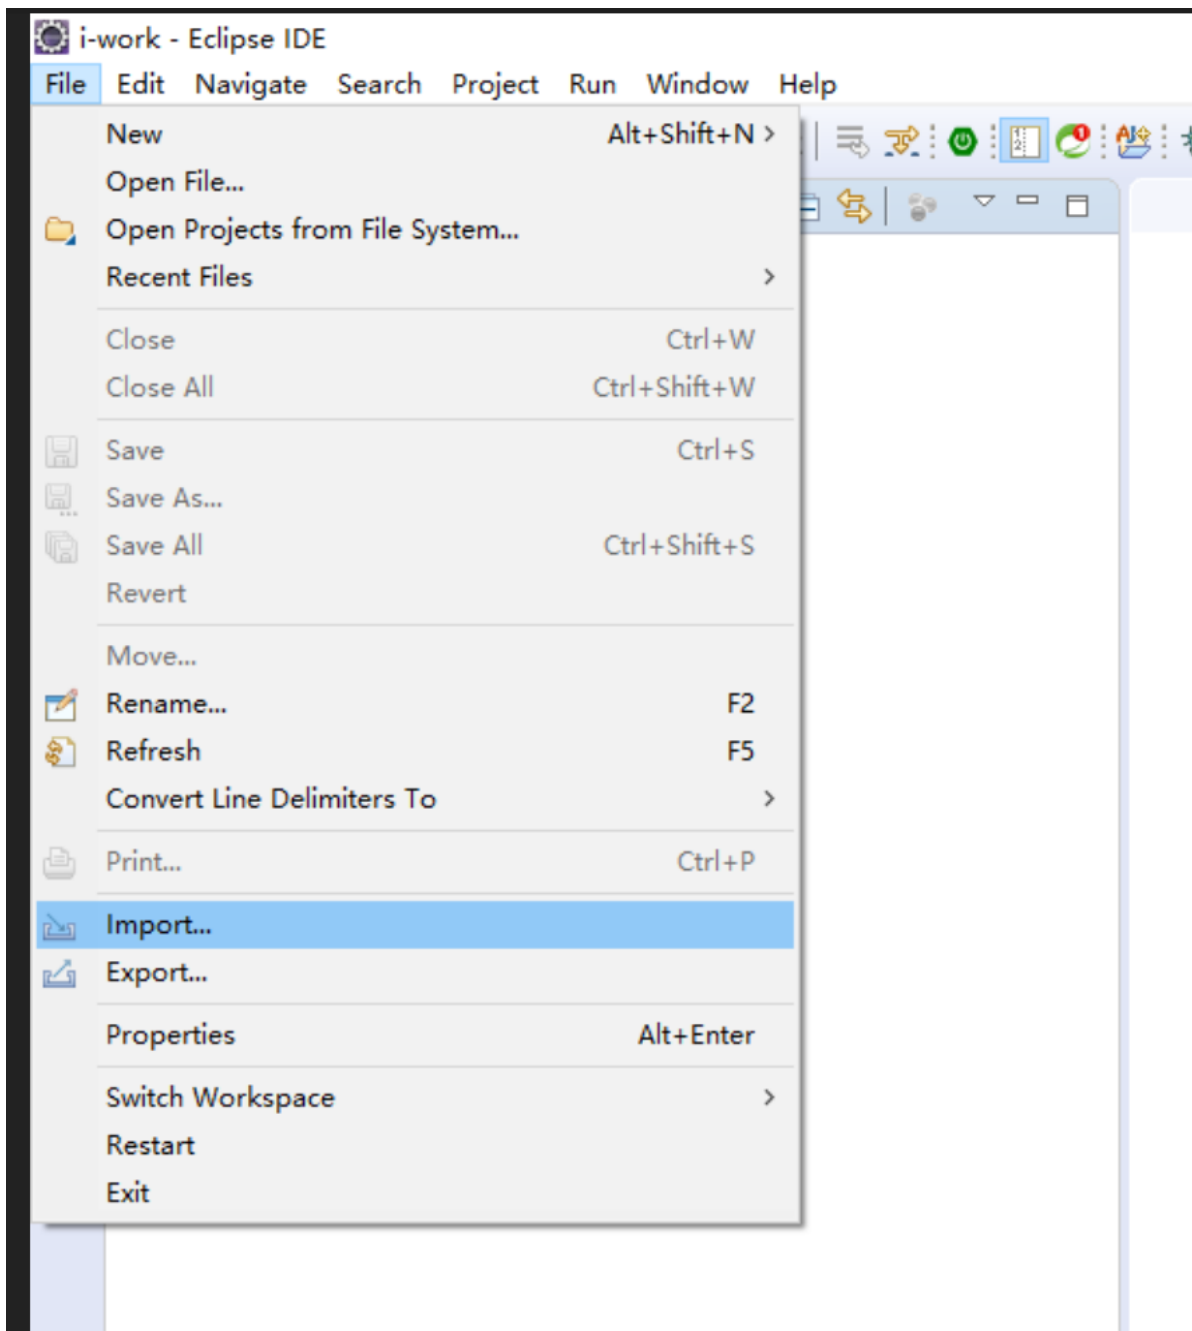 i-work - Eclipse IDE
File Edit Navigate Search Project Run Window Help
New Alt+Shift+N >
Open File...
Open Projects from File System...
Recent Files >
Close Ctrl+W
Close All Ctrl+Shift+W
Save Ctrl+S
Save As...
Save All Ctrl+Shift+S
Revert
Move...
Rename... F2
Refresh F5
Convert Line Delimiters To >
Print... Ctrl+P
Import...
Export...
Properties Alt+Enter
Switch Workspace >
Restart
Exit